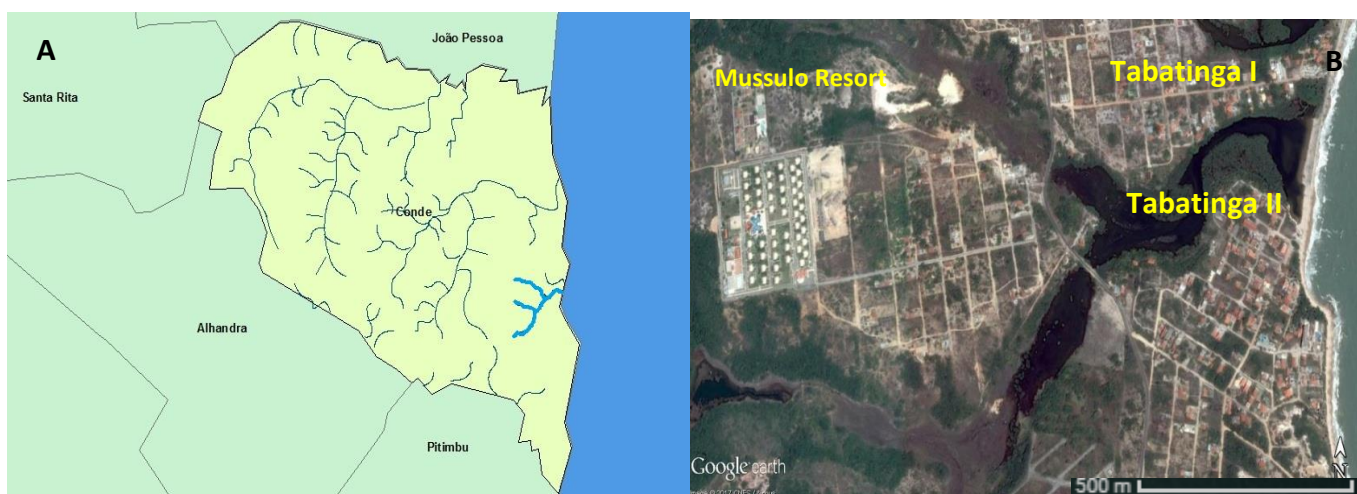 A
João Pessoa
Santa Rita
Conde
Alhandra
Pitimbu
B
Tabatinga I
Mussulo Resort
Tabatinga II
Google earth
N
500 m